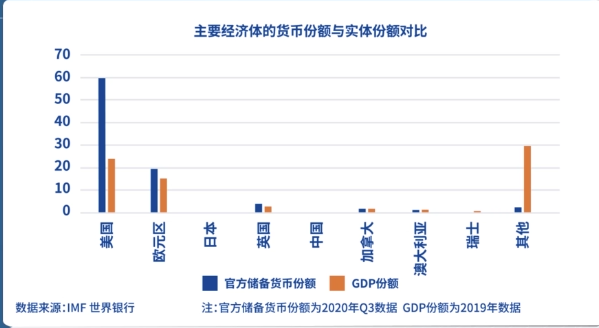 主要经济体的货币份额与实体份额对比
70
60
50
40
30
20
10
0
美国
欧元区
日本
英国
中国
加拿大
澳大利亚
瑞士
其他
官方储备货币份额 GDP份额
数据来源:IMF 世界银行 注:官方储备货币份额为2020年Q3数据 GDP份额为2019年数据